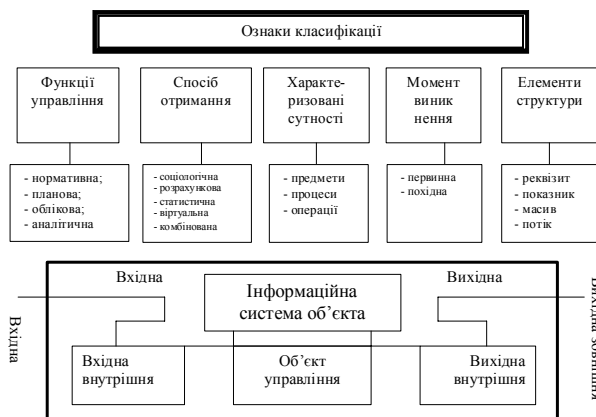 Ознаки класифікації
Функції
управління
Спосіб
отримання
Характе-
ризовані
сутності
Момент
виник
нення
Елементи
структури
- нормативна;
- планова;
- облікова;
- аналітична
- соціологічна
- розрахункова
- статистична
- віртуальна
- комбінована
- предмети
- процеси
- операції
- первинна
- похідна
- реквізит
- показник
- масив
- потік
Вхідна
Інформаційна
система об’єкта
Вихідна
Вхідна
Вихідна зовнішня
Вхідна
внутрішня
Об’єкт
управління
Вихідна
внутрішня